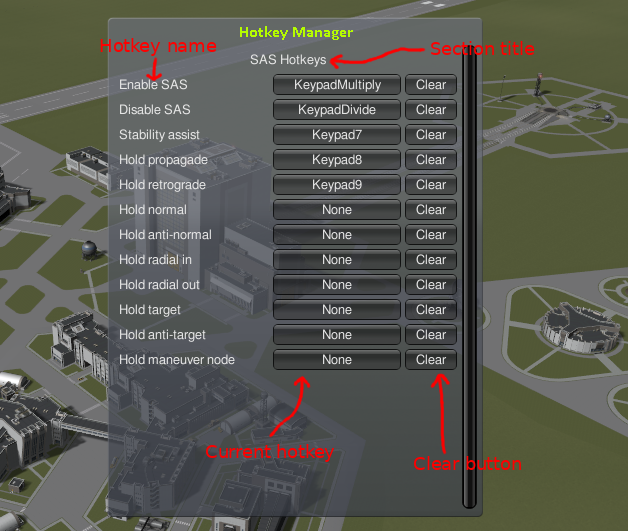 Hotkey Manager
Hotkey name
Section title
SAS Hotkeys
Enable SAS KeypadMultiply Clear
Disable SAS KeypadDivide Clear
Stability assist Keypad7 Clear
Hold propagade Keypad8 Clear
Hold retrograde Keypad9 Clear
Hold normal None Clear
Hold anti-normal None Clear
Hold radial in None Clear
Hold radial out None Clear
Hold target None Clear
Hold anti-target None Clear
Hold maneuver node None Clear
Current hotkey
Clear button